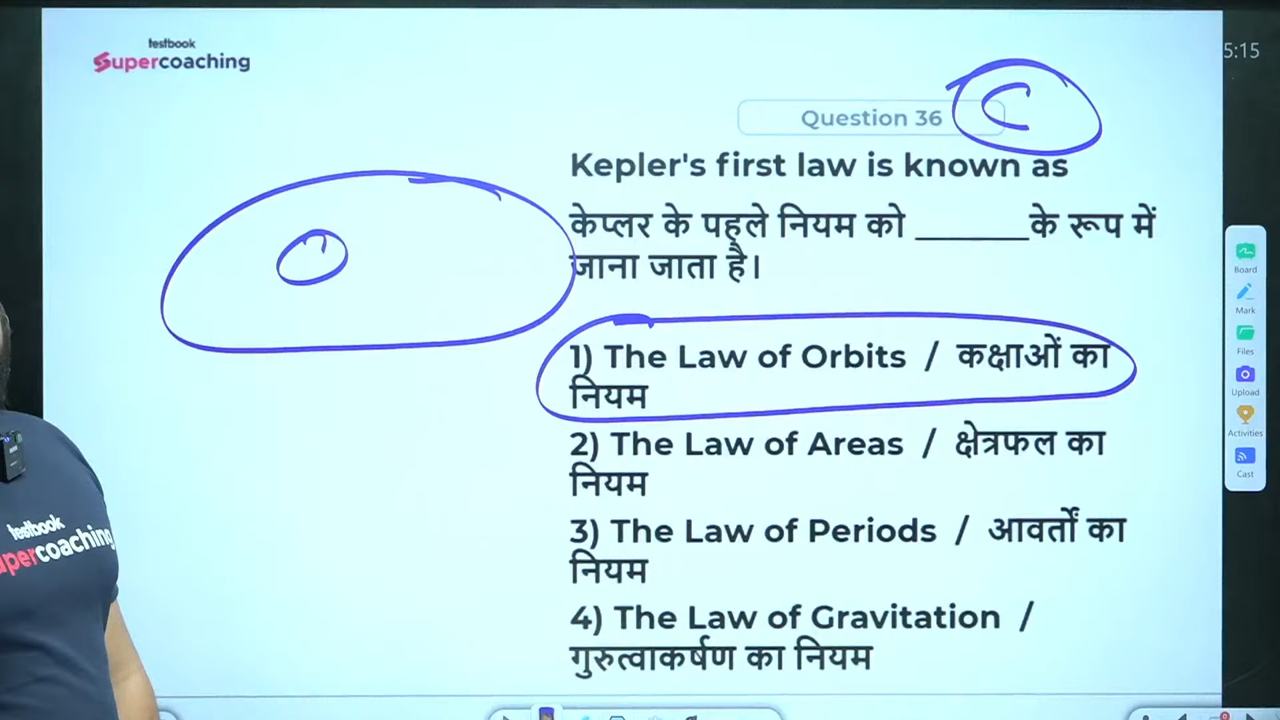 testbook
Supercoaching
5:15
Question 36
C
Kepler's first law is known as
केप्लर के पहले नियम को ______के रूप में
जाना जाता है।
1) The Law of Orbits / कक्षाओं का
नियम
2) The Law of Areas / क्षेत्रफल का
नियम
3) The Law of Periods / आवर्तों का
नियम
4) The Law of Gravitation /
गुरुत्वाकर्षण का नियम
Board
Mark
Files
Upload
Activities
Cast
testbook
percoaching